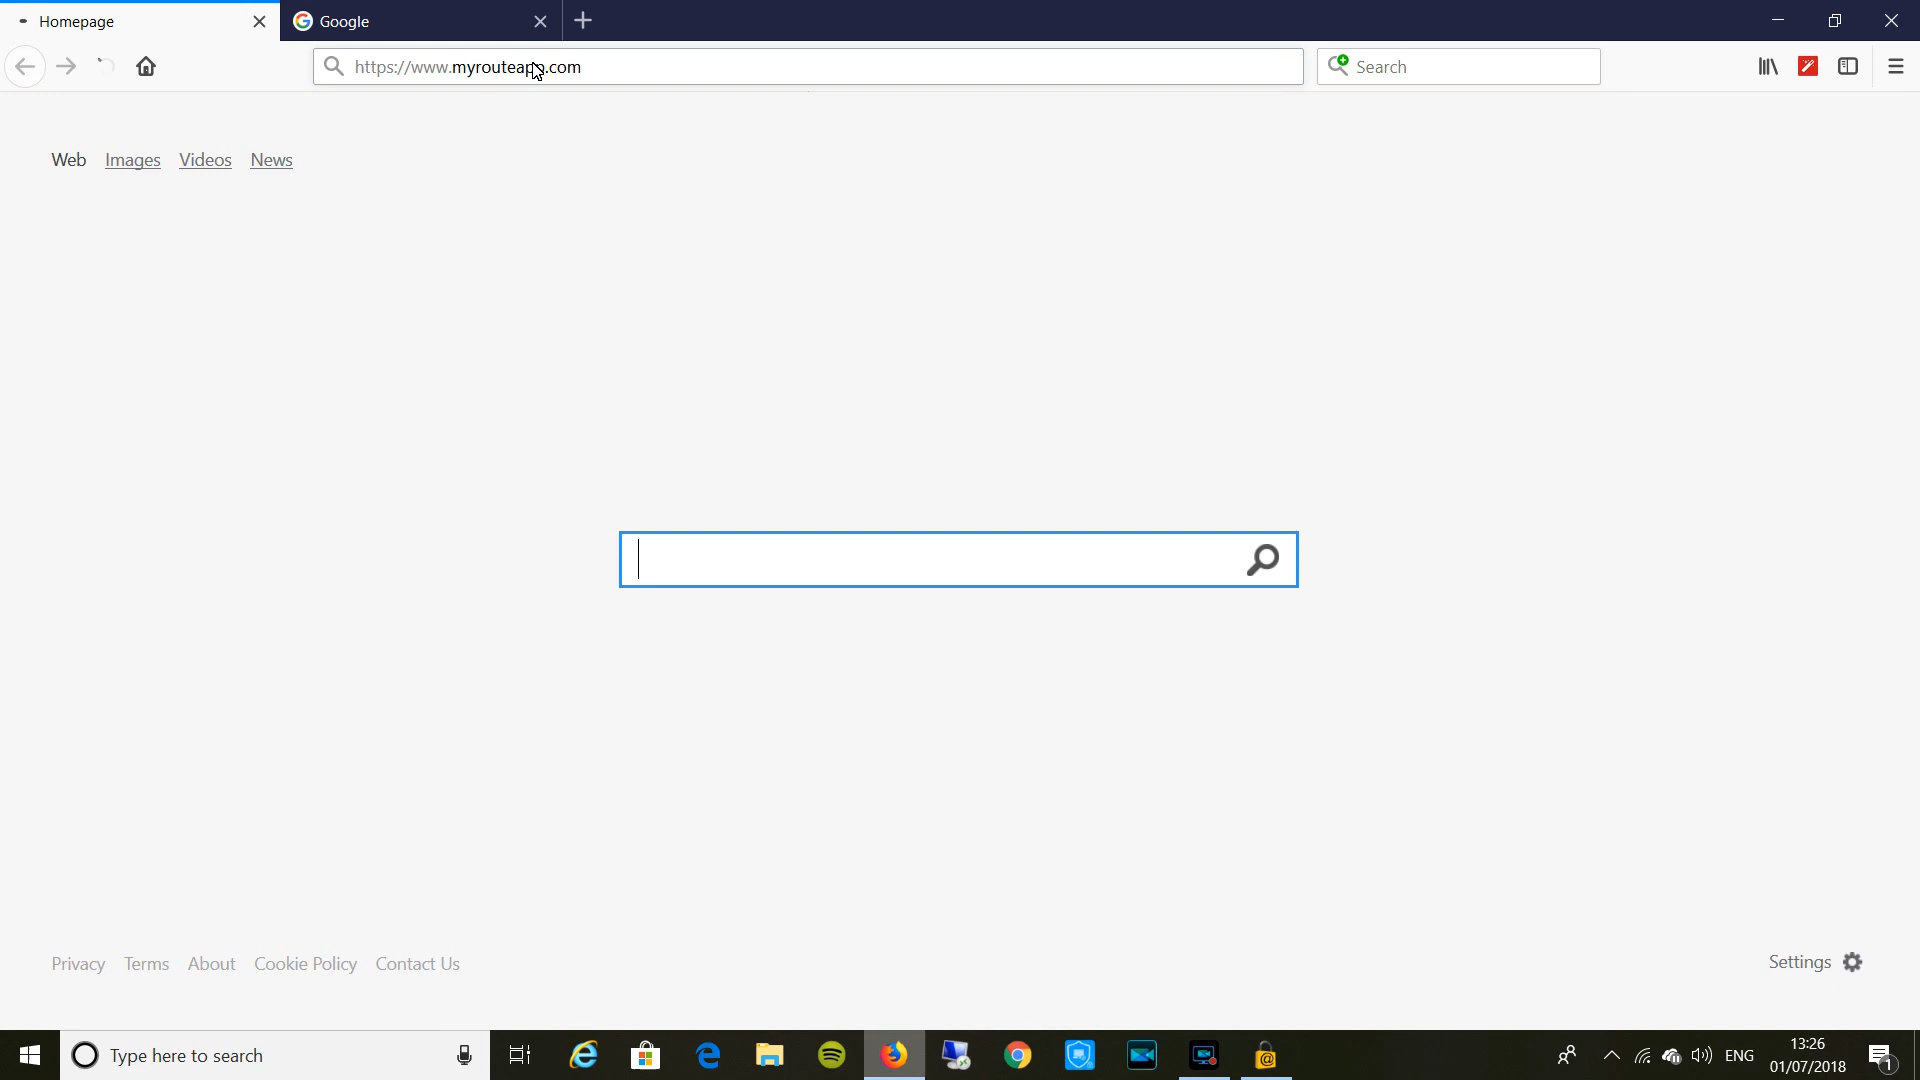 Homepage
Google
https://www.myrouteapp.com
Search
Web Images Videos News
Privacy Terms About Cookie Policy Contact Us
Settings
Type here to search
ENG
13:26
01/07/2018
1